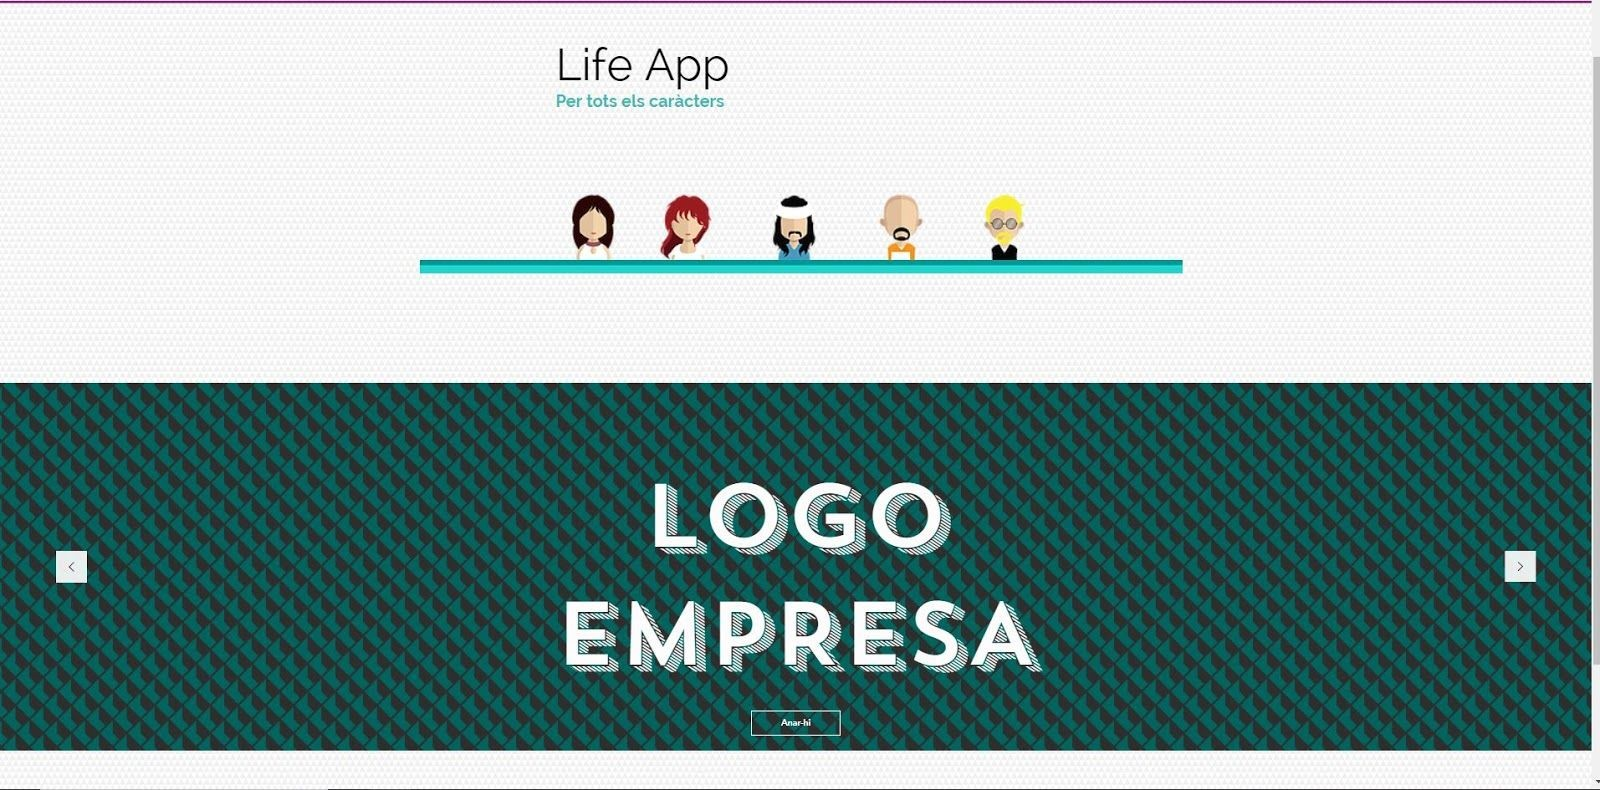 Life App
Per tots els caràcters
LOGO
EMPRESA
Anar-hi